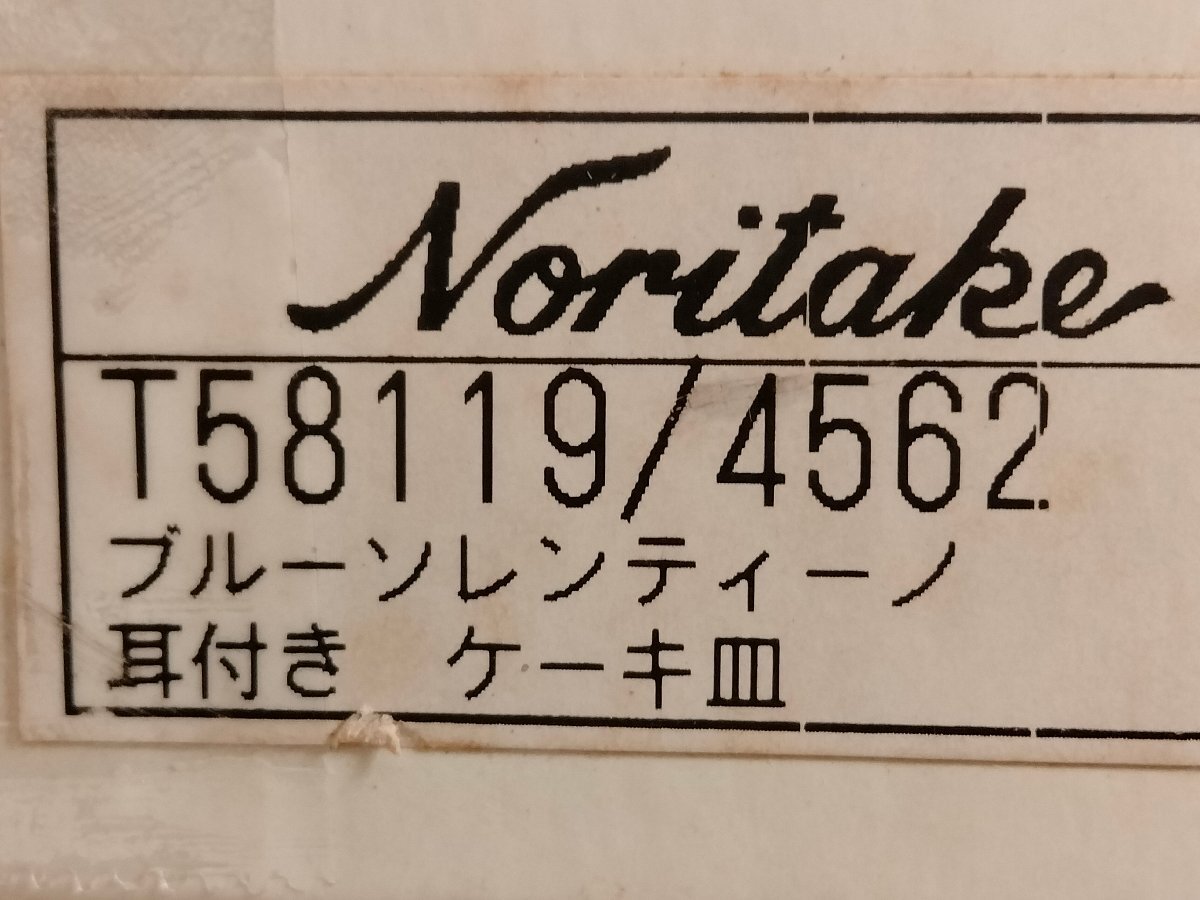 Noritake
T58119/4562
ブルーソレンティーノ
耳付き　ケーキ皿